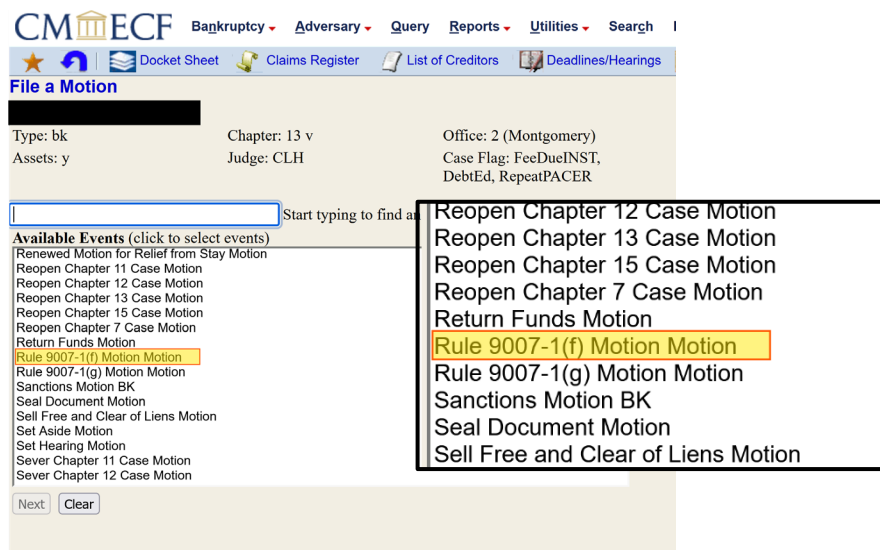 CM ECF Bankruptcy Adversary Query Reports Utilities Search
Docket Sheet Claims Register List of Creditors Deadlines/Hearings
File a Motion
Type: bk Chapter: 13 v Office: 2 (Montgomery)
Assets: y Judge: CLH Case Flag: FeeDueINST,
DebtEd, RepeatPACER
Start typing to find an
Available Events (click to select events)
Renewed Motion for Relief from Stay Motion
Reopen Chapter 11 Case Motion
Reopen Chapter 12 Case Motion
Reopen Chapter 13 Case Motion
Reopen Chapter 15 Case Motion
Reopen Chapter 7 Case Motion
Return Funds Motion
Rule 9007-1(f) Motion Motion
Rule 9007-1(g) Motion Motion
Sanctions Motion BK
Seal Document Motion
Sell Free and Clear of Liens Motion
Set Aside Motion
Set Hearing Motion
Sever Chapter 11 Case Motion
Sever Chapter 12 Case Motion
Next Clear
Reopen Chapter 12 Case Motion
Reopen Chapter 13 Case Motion
Reopen Chapter 15 Case Motion
Reopen Chapter 7 Case Motion
Return Funds Motion
Rule 9007-1(f) Motion Motion
Rule 9007-1(g) Motion Motion
Sanctions Motion BK
Seal Document Motion
Sell Free and Clear of Liens Motion